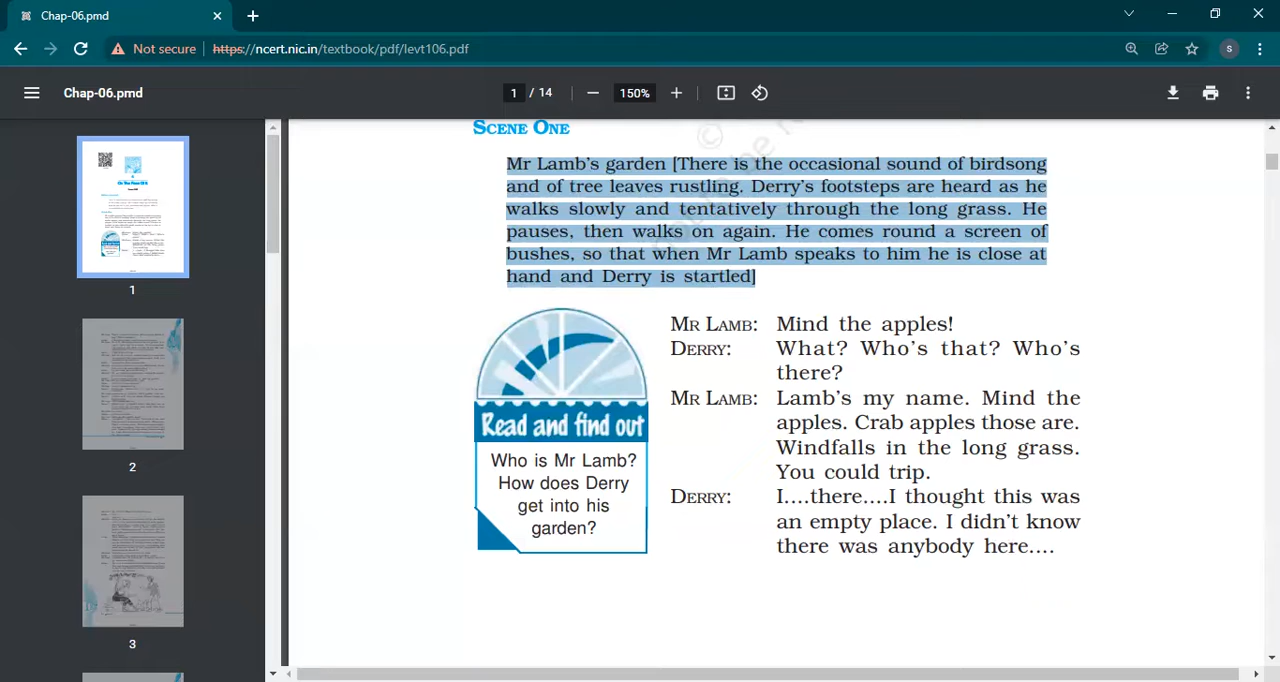 Chap-06.pmd
Not secure
https://ncert.nic.in/textbook/pdf/levt106.pdf
S
Chap-06.pmd
1 / 14
150%
1
2
3
SCENE ONE
Mr Lamb's garden [There is the occasional sound of birdsong
and of tree leaves rustling. Derry's footsteps are heard as he
walks slowly and tentatively through the long grass. He
pauses, then walks on again. He comes round a screen of
bushes, so that when Mr Lamb speaks to him he is close at
hand and Derry is startled]
Read and find out
Who is Mr Lamb?
How does Derry
get into his
garden?
MR LAMB: Mind the apples!
DERRY: What? Who's that? Who's
there?
MR LAMB: Lamb's my name. Mind the
apples. Crab apples those are.
Windfalls in the long grass.
You could trip.
DERRY: I....there....I thought this was
an empty place. I didn't know
there was anybody here....